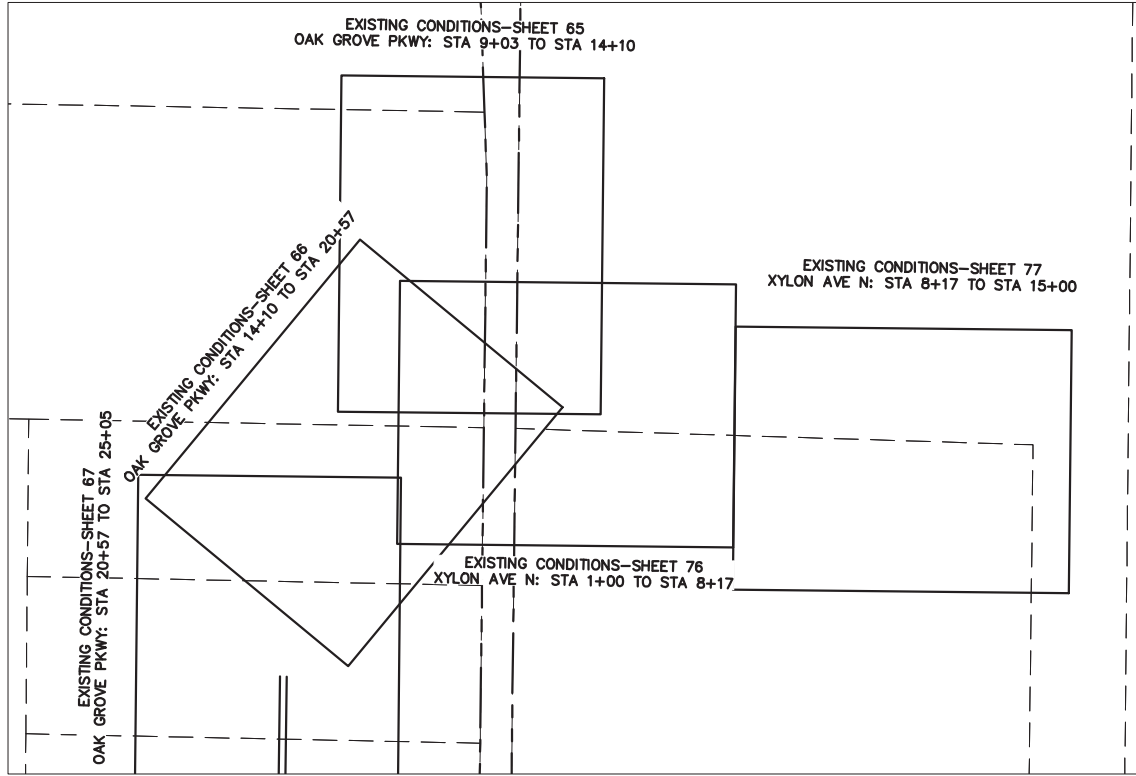 EXISTING CONDITIONS–SHEET 65
OAK GROVE PKWY: STA 9+03 TO STA 14+10
EXISTING CONDITIONS–SHEET 66
OAK GROVE PKWY: STA 14+10 TO STA 20+57
EXISTING CONDITIONS–SHEET 77
XYLON AVE N: STA 8+17 TO STA 15+00
EXISTING CONDITIONS–SHEET 67
OAK GROVE PKWY: STA 20+57 TO STA 25+05
EXISTING CONDITIONS–SHEET 76
XYLON AVE N: STA 1+00 TO STA 8+17